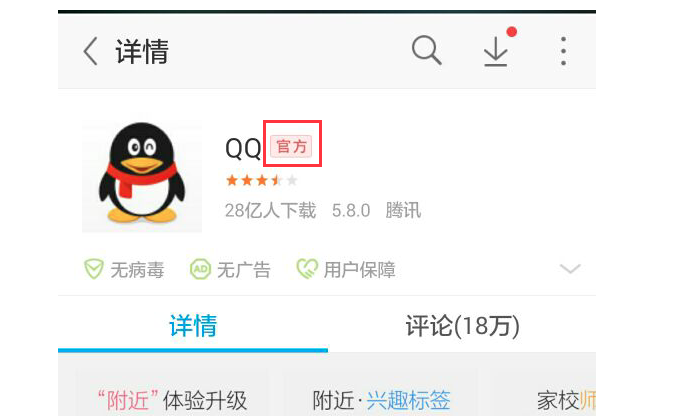 详情
QQ 官方
28亿人下载 5.8.0 腾讯
无病毒 AD 无广告 用户保障
详情 评论(18万)
“附近”体验升级 附近·兴趣标签 家校师